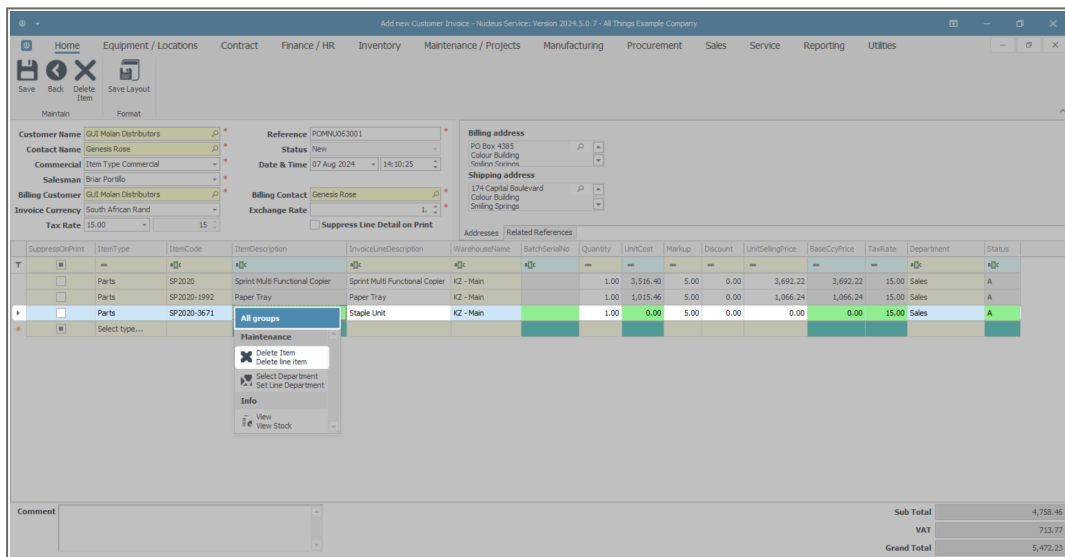 Add new Customer Invoice - Nucleus Service: Version 2024.5.0.7 - All Things Example Company
Home Equipment / Locations Contract Finance / HR Inventory Maintenance / Projects Manufacturing Procurement Sales Service Reporting Utilities
Save Back Delete Item Save Layout
Maintain Format
Customer Name GUI Molan Distributors * Reference POMNU063001 *
Contact Name Genesis Rose * Status New
Commercial Item Type Commercial * Date & Time 07 Aug 2024 14:10:25 *
Salesman Briar Portillo *
Billing Customer GUI Molan Distributors * Billing Contact Genesis Rose *
Invoice Currency South African Rand * Exchange Rate 1. *
Tax Rate 15.00 15 Suppress Line Detail on Print
Billing address
PO Box 4385
Colour Building
Smiling Springs
Shipping address
174 Capital Boulevard
Colour Building
Smiling Springs
Addresses Related References
SuppressOnPrint ItemType ItemCode ItemDescription InvoiceLineDescription WarehouseName BatchSerialNo Quantity UnitCost Markup Discount UnitSellingPrice BaseCcyPrice TaxRate Department Status
Parts SP2020 Sprint Multi Functional Copier Sprint Multi Functional Copier KZ - Main 1.00 3,516.40 5.00 0.00 3,692.22 3,692.22 15.00 Sales A
Parts SP2020-1992 Paper Tray Paper Tray KZ - Main 1.00 1,015.46 5.00 0.00 1,066.24 1,066.24 15.00 Sales A
Parts SP2020-3671 Staple Unit KZ - Main 1.00 0.00 5.00 0.00 0.00 0.00 15.00 Sales A
Select type...
All groups
Maintenance
Delete Item
Delete line item
Select Department
Set Line Department
Info
View
View Stock
Comment
Sub Total 4,758.46
VAT 713.77
Grand Total 5,472.23